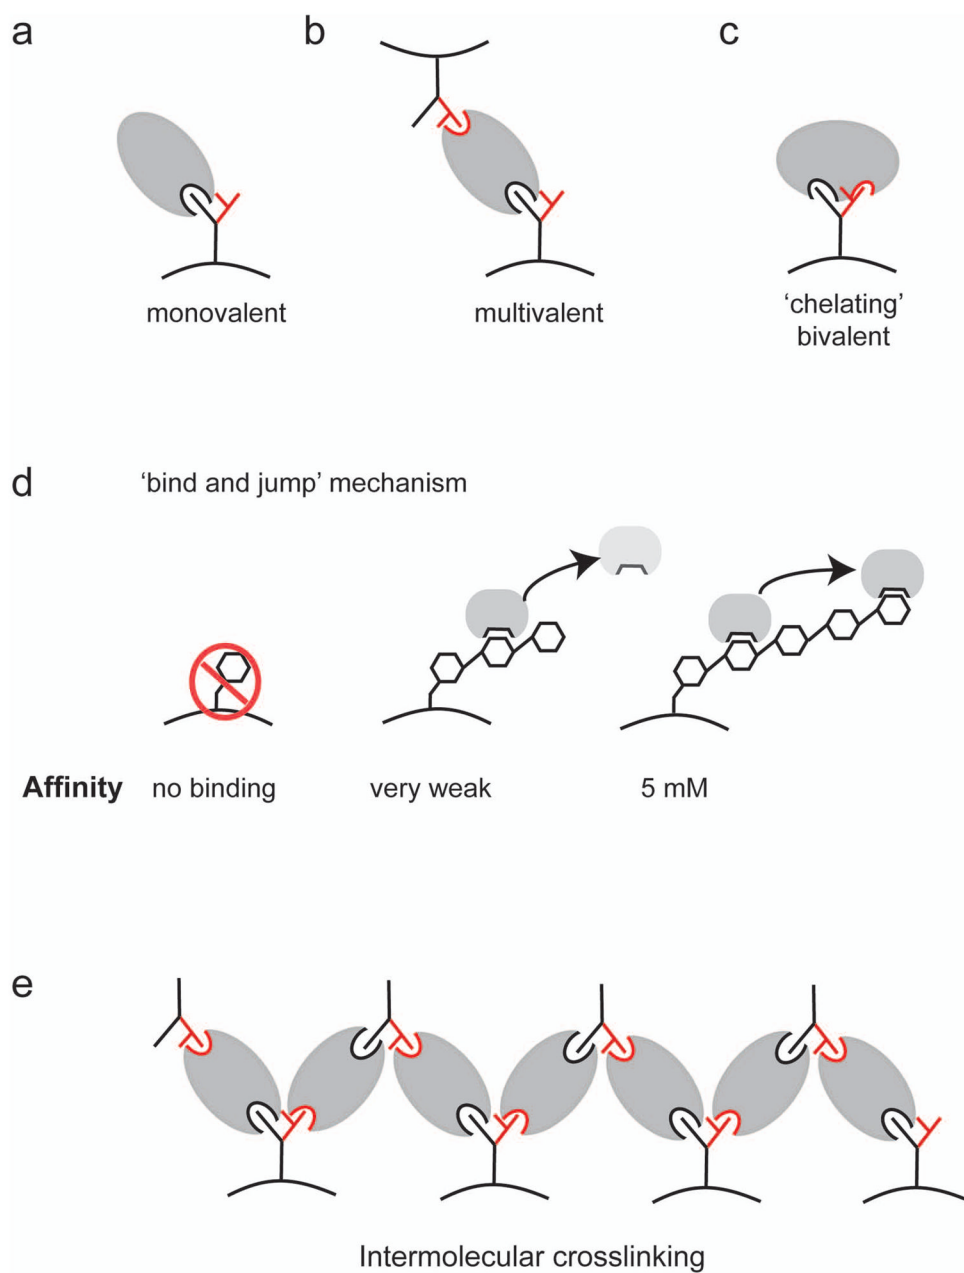 a
b
c
monovalent
multivalent
‘chelating’
bivalent
d
‘bind and jump’ mechanism
Affinity no binding very weak 5 mM
e
Intermolecular crosslinking